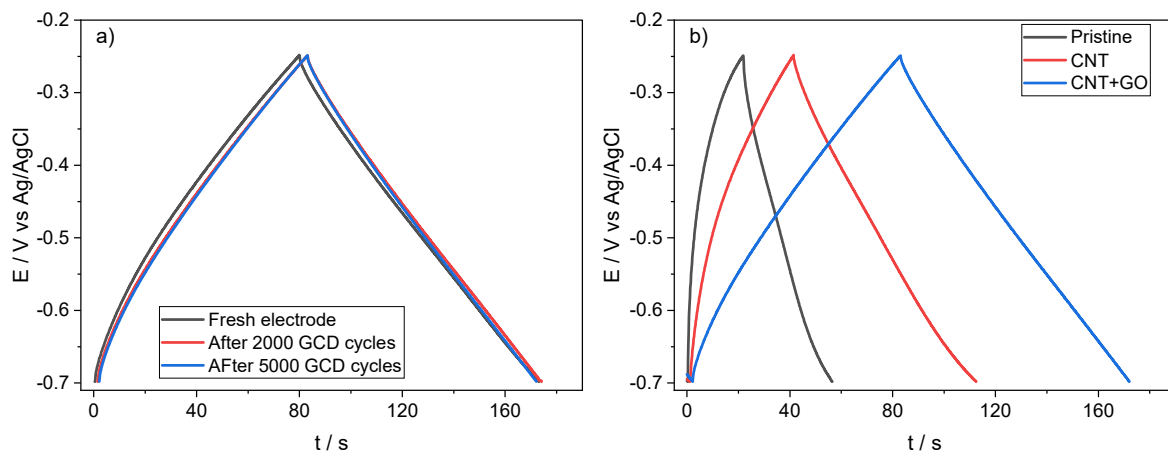 a)
-0.2
-0.3
-0.4
-0.5
-0.6
-0.7
E / V vs Ag/AgCl
Fresh electrode
After 2000 GCD cycles
AFter 5000 GCD cycles
0
40
80
120
160
t / s
b)
-0.2
-0.3
-0.4
-0.5
-0.6
-0.7
E / V vs Ag/AgCl
Pristine
CNT
CNT+GO
0
40
80
120
160
t / s